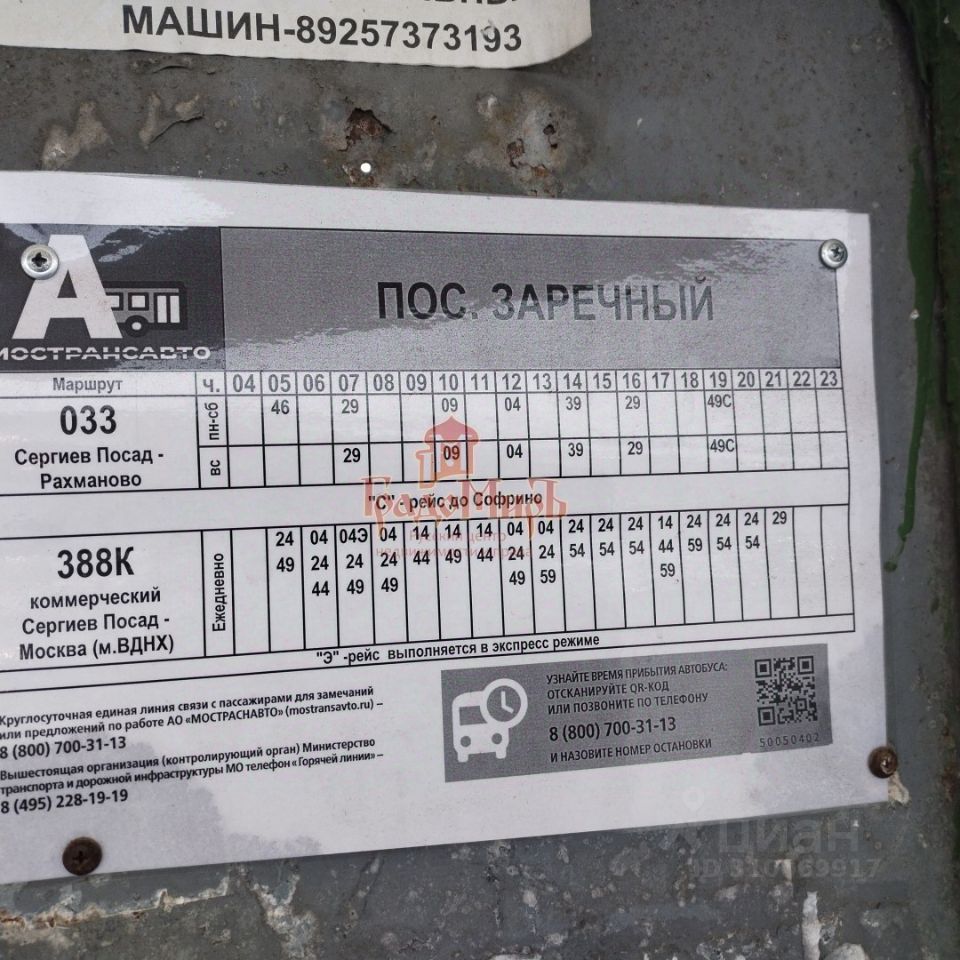 МАШИН-89257373193
А
МОСТРАНСАВТО
ПОС. ЗАРЕЧНЫЙ
Маршрут ч. 04 05 06 07 08 09 10 11 12 13 14 15 16 17 18 19 20 21 22 23
033
Сергиев Посад -
Рахманово
пн-сб 46 29 09 04 39 29 49С
вс 29 09 04 39 29 49С
"С" - рейс до Софрино
388К
коммерческий
Сергиев Посад -
Москва (м.ВДНХ)
Ежедневно
24 04 04Э 04 14 14 14 04 04 24 24 24 14 24 24 24 29
49 24 24 24 44 49 44 24 24 54 54 54 44 59 54 54
44 49 49 49 59 59
"Э" -рейс выполняется в экспресс режиме
Круглосуточная единая линия связи с пассажирами для замечаний
или предложений по работе АО «МОСТРАСНАВТО» (mostransavto.ru) –
8 (800) 700-31-13
Вышестоящая организация (контролирующий орган) Министерство
транспорта и дорожной инфраструктуры МО телефон «Горячей линии» –
8 (495) 228-19-19
УЗНАЙТЕ ВРЕМЯ ПРИБЫТИЯ АВТОБУСА:
ОТСКАНИРУЙТЕ QR-КОД
ИЛИ ПОЗВОНИТЕ ПО ТЕЛЕФОНУ
8 (800) 700-31-13
И НАЗОВИТЕ НОМЕР ОСТАНОВКИ
50050402
ГрадоМиръ
Русский центр
недвижимости и права
циан